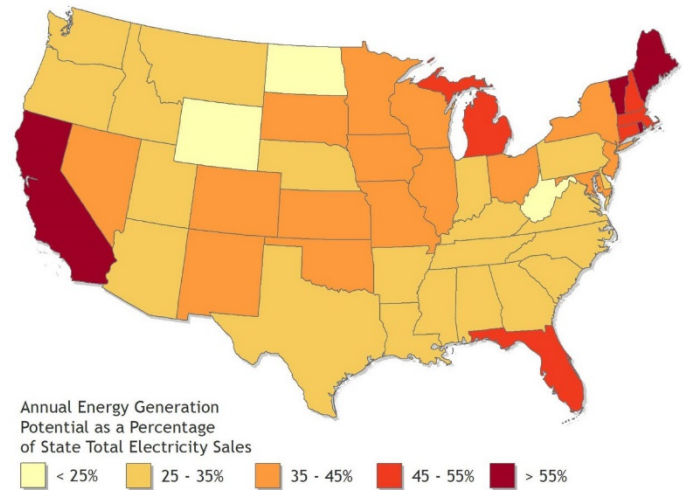 Annual Energy Generation
Potential as a Percentage
of State Total Electricity Sales
< 25% 25 - 35% 35 - 45% 45 - 55% > 55%